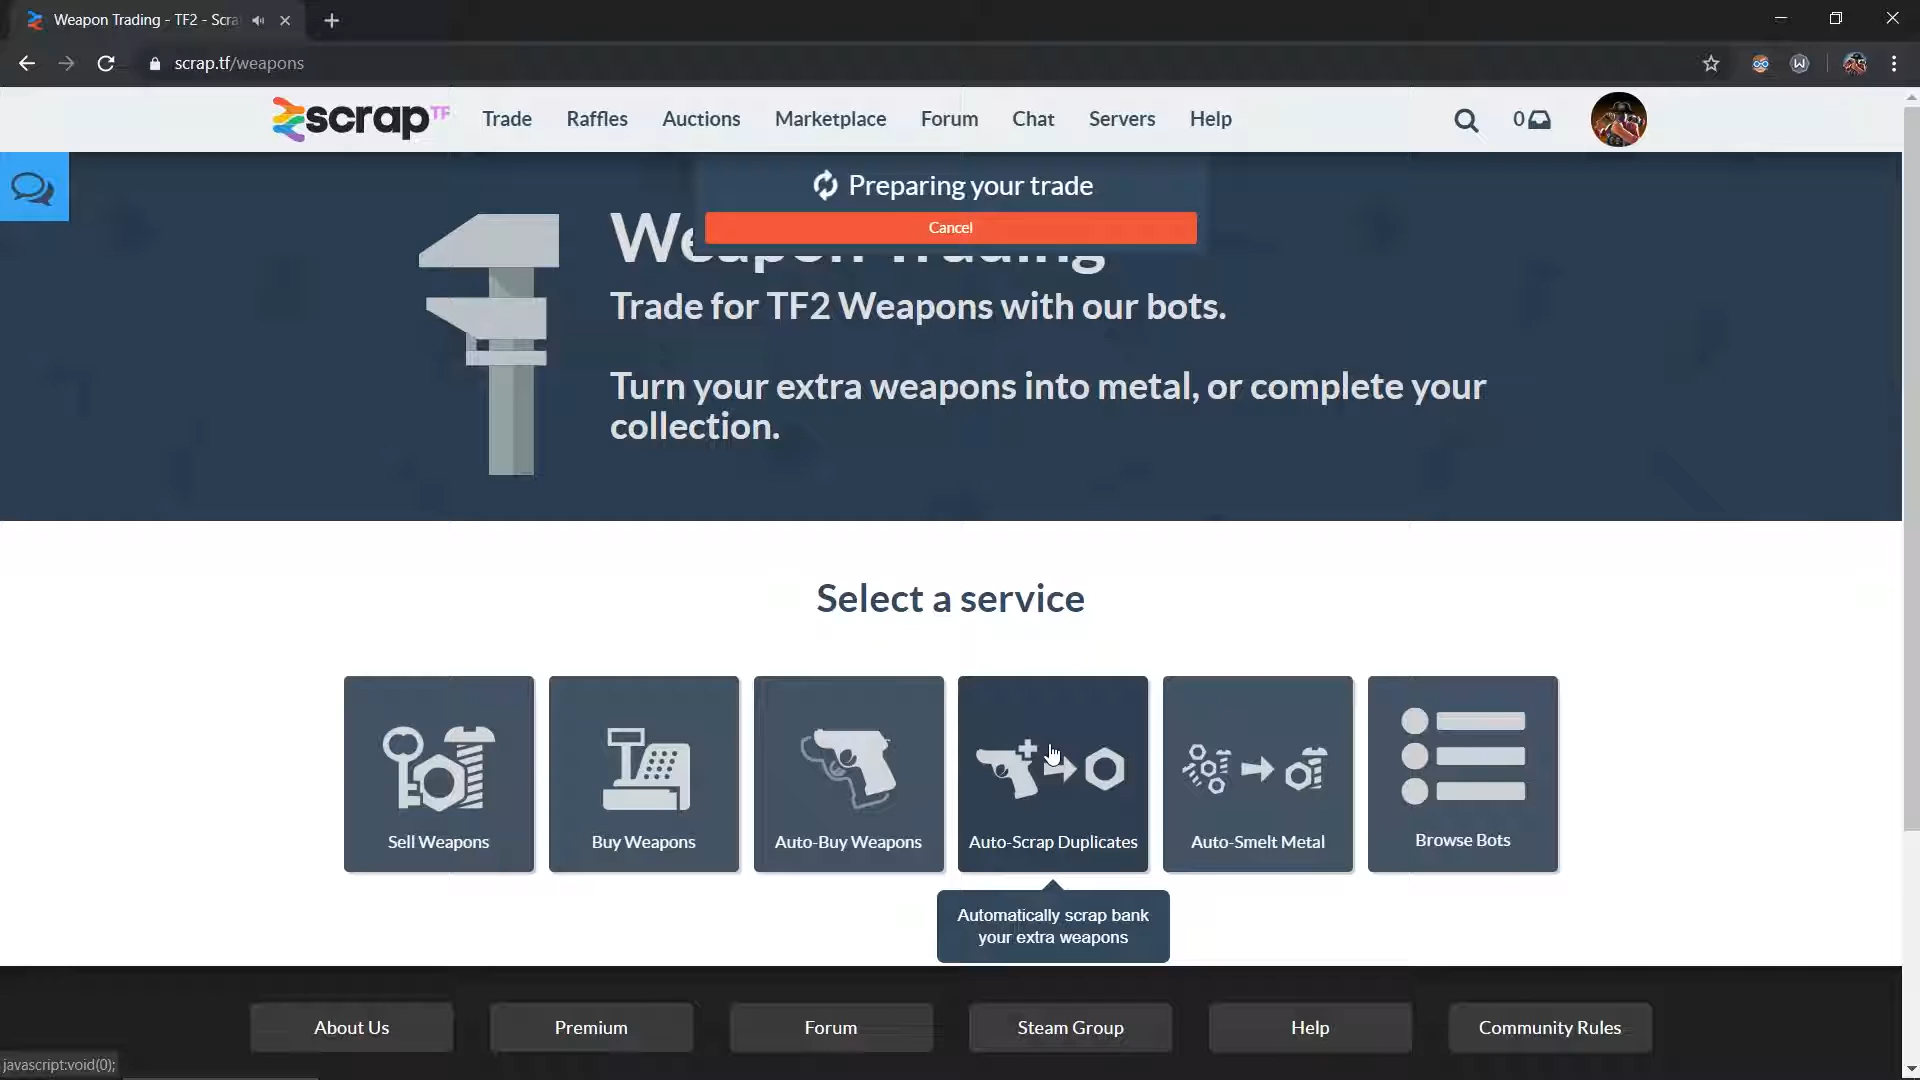 Weapon Trading - TF2 - Scra
scrap.tf/weapons
scrap TF
Trade
Raffles
Auctions
Marketplace
Forum
Chat
Servers
Help
0
Preparing your trade
Cancel
Weapon Trading
Trade for TF2 Weapons with our bots.
Turn your extra weapons into metal, or complete your
collection.
Select a service
Sell Weapons
Buy Weapons
Auto-Buy Weapons
Auto-Scrap Duplicates
Auto-Smelt Metal
Browse Bots
Automatically scrap bank
your extra weapons
About Us
Premium
Forum
Steam Group
Help
Community Rules
javascript:void(0);